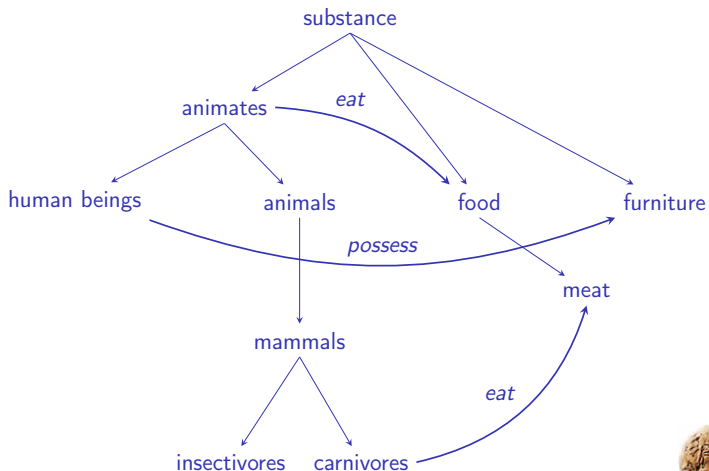 substance
eat
animates
human beings
animals
food
furniture
possess
meat
mammals
eat
insectivores
carnivores